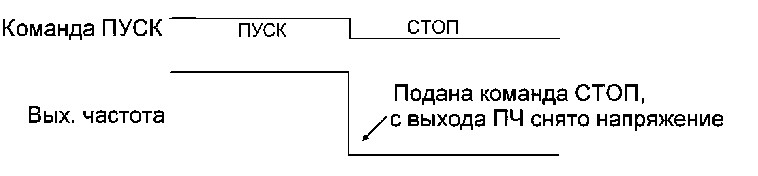 Команда ПУСК
ПУСК
СТОП
Вых. частота
Подана команда СТОП,
с выхода ПЧ снято напряжение